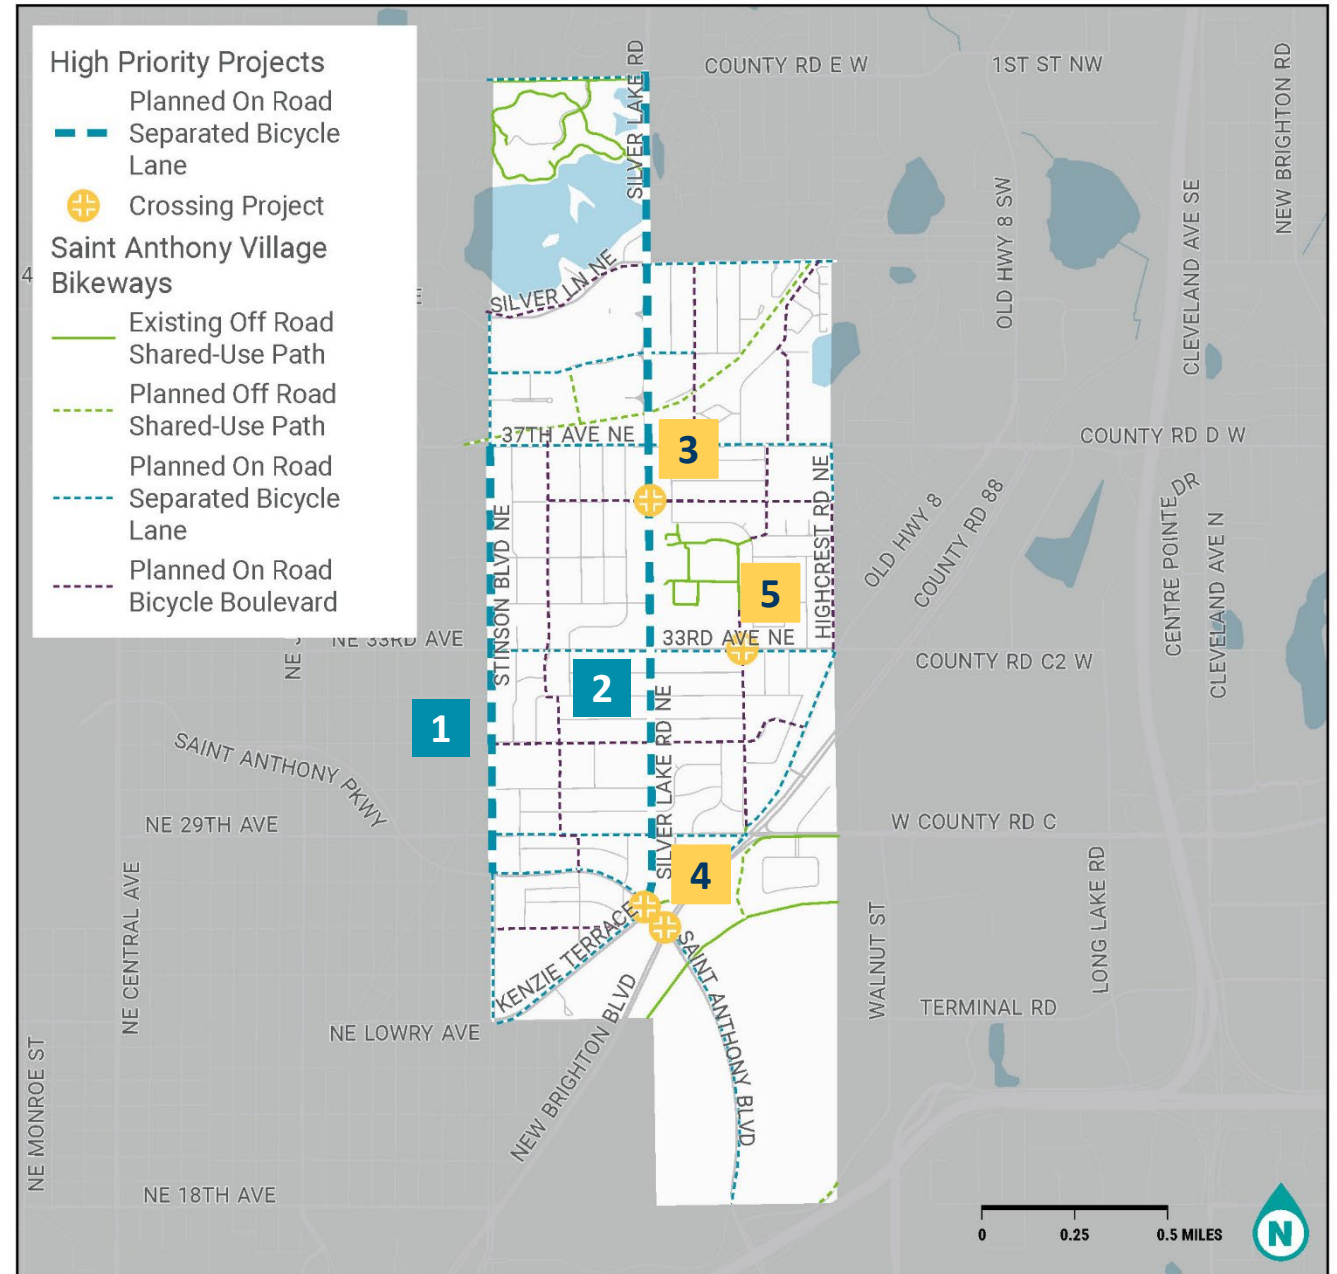 High Priority Projects
Planned On Road
Separated Bicycle
Lane
Crossing Project
Saint Anthony Village
Bikeways
Existing Off Road
Shared-Use Path
Planned Off Road
Shared-Use Path
Planned On Road
Separated Bicycle
Lane
Planned On Road
Bicycle Boulevard
SILVER LAKE RD
COUNTY RD E W
1ST ST NW
NEW BRIGHTON RD
OLD HWY 8 SW
CLEVELAND AVE SE
4
SILVER LN NE
37TH AVE NE
3
COUNTY RD D W
STINSON BLVD NE
HIGHCREST RD NE
OLD HWY 8
COUNTY RD 88
CENTRE POINTE DR
CLEVELAND AVE N
5
NE 33RD AVE
33RD AVE NE
COUNTY RD C2 W
2
1
SILVER LAKE RD NE
SAINT ANTHONY PKWY
NE 29TH AVE
W COUNTY RD C
4
NE CENTRAL AVE
KENZIE TERRACE
SAINT ANTHONY BLVD
WALNUT ST
LONG LAKE RD
NEW BRIGHTON BLVD
NE LOWRY AVE
TERMINAL RD
NE MONROE ST
NE 18TH AVE
0 0.25 0.5 MILES
N